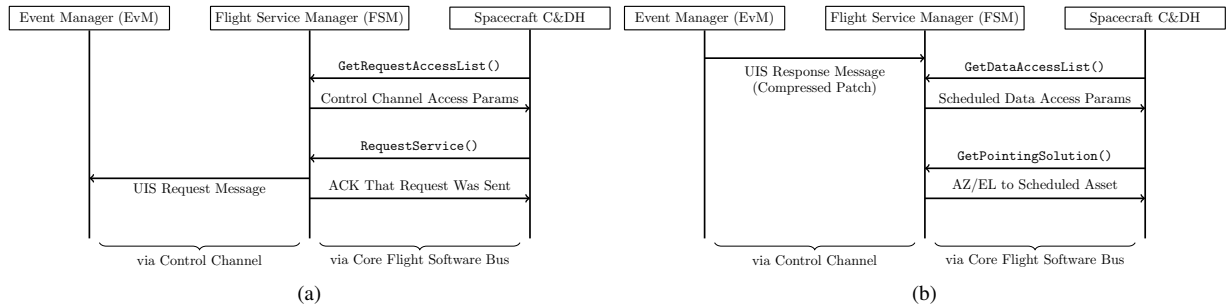 Event Manager (EvM)
Flight Service Manager (FSM)
Spacecraft C&DH
GetRequestAccessList()
Control Channel Access Params
RequestService()
UIS Request Message
ACK That Request Was Sent
via Control Channel
via Core Flight Software Bus
(a)
Event Manager (EvM)
Flight Service Manager (FSM)
Spacecraft C&DH
UIS Response Message
(Compressed Patch)
GetDataAccessList()
Scheduled Data Access Params
GetPointingSolution()
AZ/EL to Scheduled Asset
via Control Channel
via Core Flight Software Bus
(b)